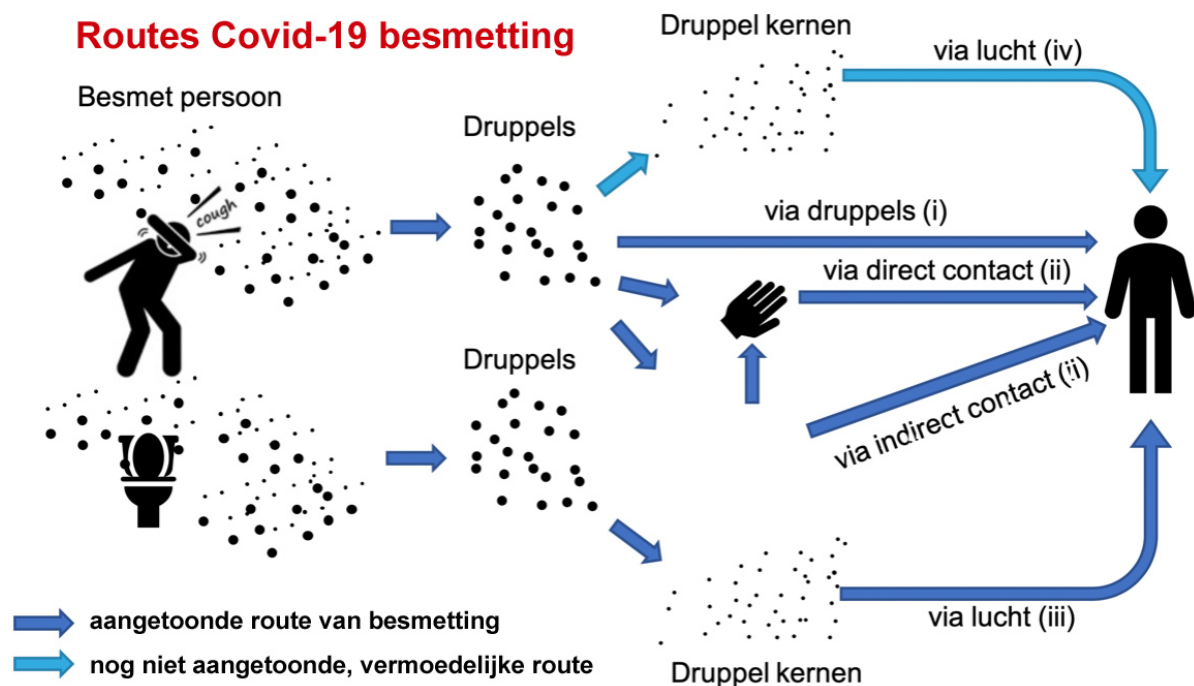 Routes Covid-19 besmetting
Druppel kernen
via lucht (iv)
Besmet persoon
Druppels
cough
via druppels (i)
via direct contact (ii)
Druppels
via indirect contact (ii)
aangetoonde route van besmetting
via lucht (iii)
nog niet aangetoonde, vermoedelijke route
Druppel kernen